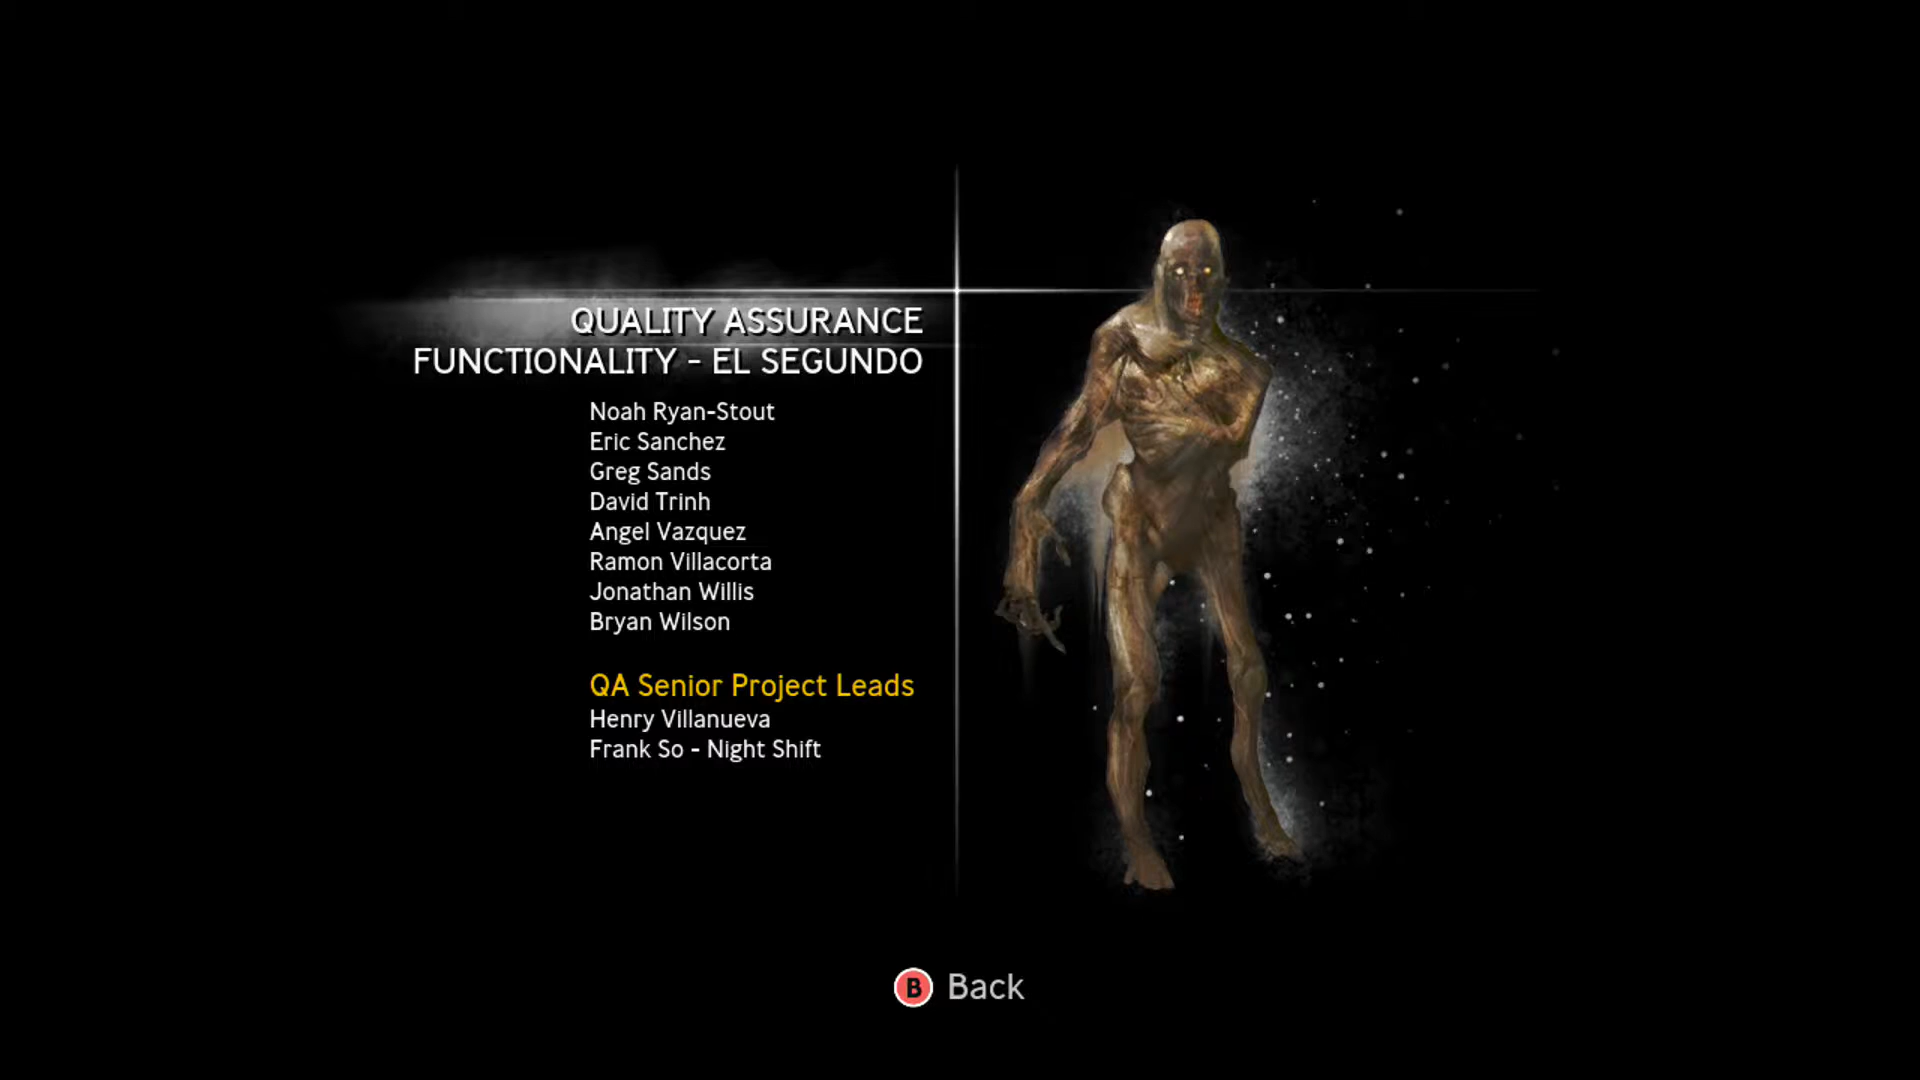 QUALITY ASSURANCE
FUNCTIONALITY - EL SEGUNDO
Noah Ryan-Stout
Eric Sanchez
Greg Sands
David Trinh
Angel Vazquez
Ramon Villacorta
Jonathan Willis
Bryan Wilson
QA Senior Project Leads
Henry Villanueva
Frank So - Night Shift
B Back